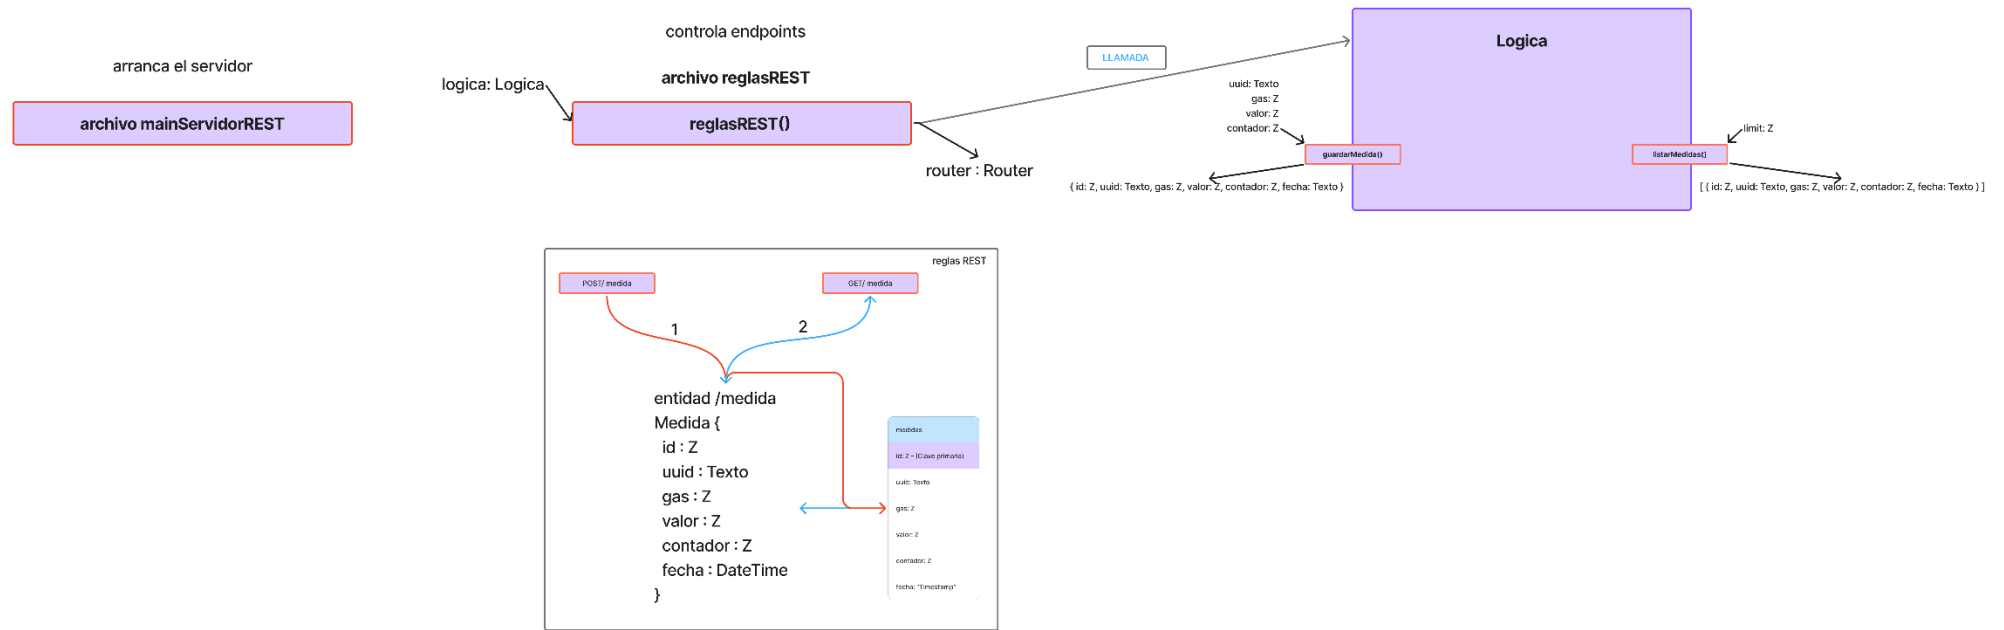 arranca el servidor
archivo mainServidorREST
controla endpoints
archivo reglasREST
logica: Logica
reglasREST()
router : Router
LLAMADA
Logica
uuid: Texto
gas: Z
valor: Z
contador: Z
guardarMedida()
{ id: Z, uuid: Texto, gas: Z, valor: Z, contador: Z, fecha: Texto }
limit: Z
listarMedidas()
[ { id: Z, uuid: Texto, gas: Z, valor: Z, contador: Z, fecha: Texto } ]
reglas REST
POST/ medida
GET/ medida
1
2
entidad /medida
Medida {
id : Z
uuid : Texto
gas : Z
valor : Z
contador : Z
fecha : DateTime
}
medidas
id: Z - (Clave primaria)
uuid: Texto
gas: Z
valor: Z
contador: Z
fecha: "Timestamp"